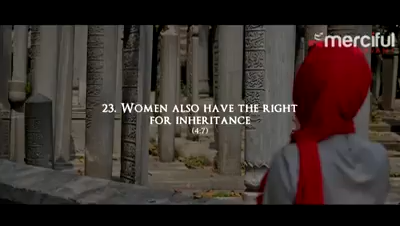 merciful
23. Women also have the right
for inheritance
(4:7)